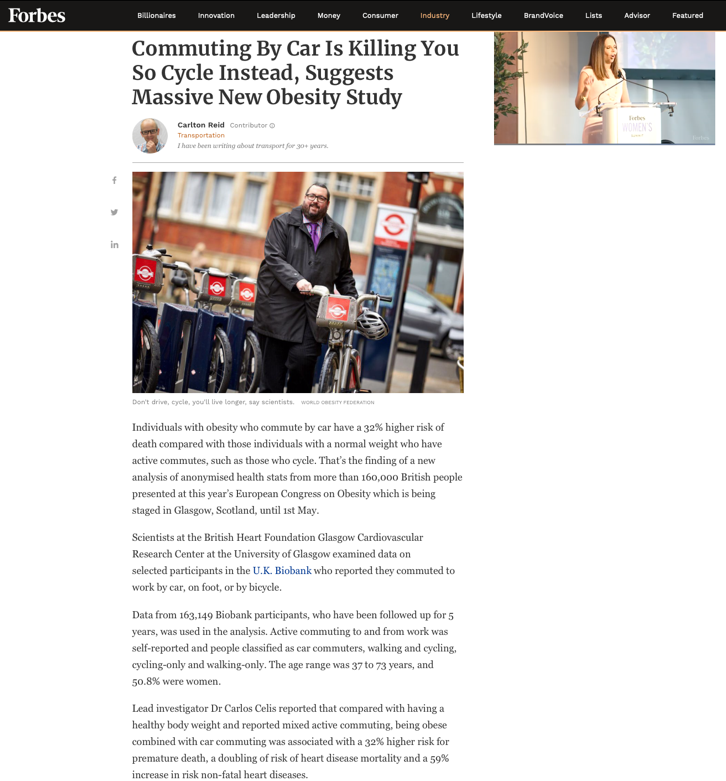 Forbes
Billionaires Innovation Leadership Money Consumer Industry Lifestyle BrandVoice Lists Advisor Featured
Commuting By Car Is Killing You
So Cycle Instead, Suggests
Massive New Obesity Study
Carlton Reid Contributor
Transportation
I have been writing about transport for 30+ years.
Forbes
WOMEN'S
Don't drive, cycle, you'll live longer, say scientists. WORLD OBESITY FEDERATION
Individuals with obesity who commute by car have a 32% higher risk of
death compared with those individuals with a normal weight who have
active commutes, such as those who cycle. That's the finding of a new
analysis of anonymised health stats from more than 160,000 British people
presented at this year's European Congress on Obesity which is being
staged in Glasgow, Scotland, until 1st May.
Scientists at the British Heart Foundation Glasgow Cardiovascular
Research Center at the University of Glasgow examined data on
selected participants in the U.K. Biobank who reported they commuted to
work by car, on foot, or by bicycle.
Data from 163,149 Biobank participants, who have been followed up for 5
years, was used in the analysis. Active commuting to and from work was
self-reported and people classified as car commuters, walking and cycling,
cycling-only and walking-only. The age range was 37 to 73 years, and
50.8% were women.
Lead investigator Dr Carlos Celis reported that compared with having a
healthy body weight and reported mixed active commuting, being obese
combined with car commuting was associated with a 32% higher risk for
premature death, a doubling of risk of heart disease mortality and a 59%
increase in risk non-fatal heart diseases.